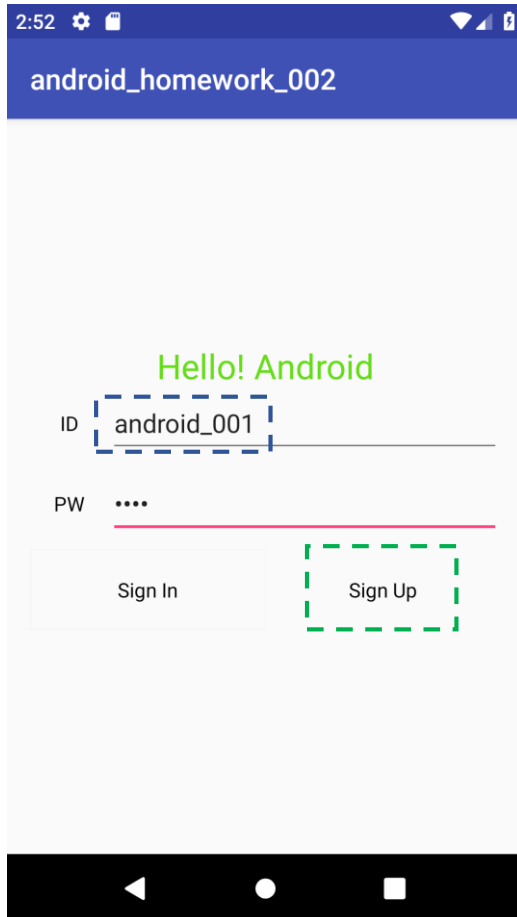 2:52
android_homework_002
Hello! Android
ID android_001
PW ••••
Sign In Sign Up